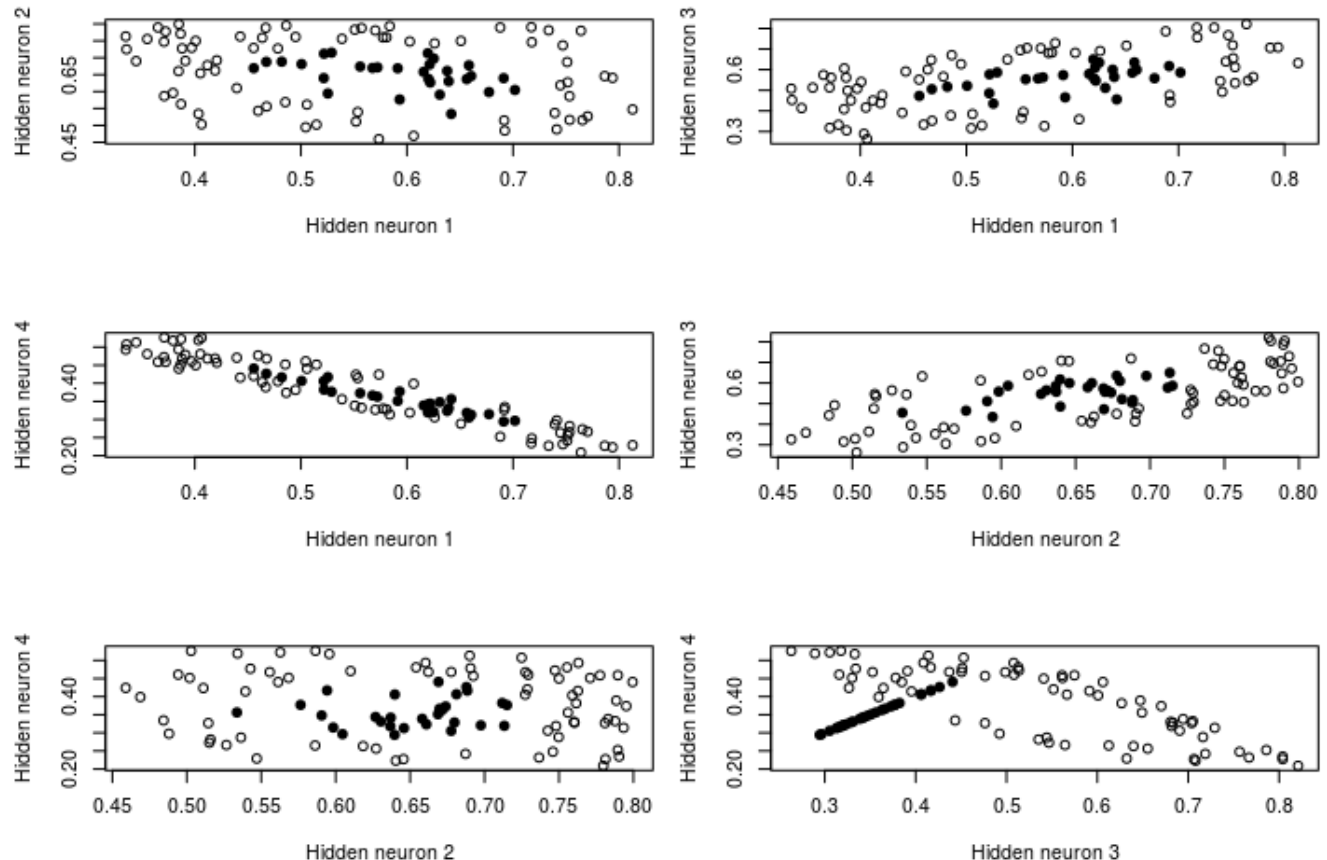 Hidden neuron 2
0.65
0.45
0.4 0.5 0.6 0.7 0.8
Hidden neuron 1
Hidden neuron 3
0.6
0.3
0.4 0.5 0.6 0.7 0.8
Hidden neuron 1
Hidden neuron 4
0.40
0.20
0.4 0.5 0.6 0.7 0.8
Hidden neuron 1
Hidden neuron 3
0.6
0.3
0.45 0.50 0.55 0.60 0.65 0.70 0.75 0.80
Hidden neuron 2
Hidden neuron 4
0.40
0.20
0.45 0.50 0.55 0.60 0.65 0.70 0.75 0.80
Hidden neuron 2
Hidden neuron 4
0.40
0.20
0.3 0.4 0.5 0.6 0.7 0.8
Hidden neuron 3